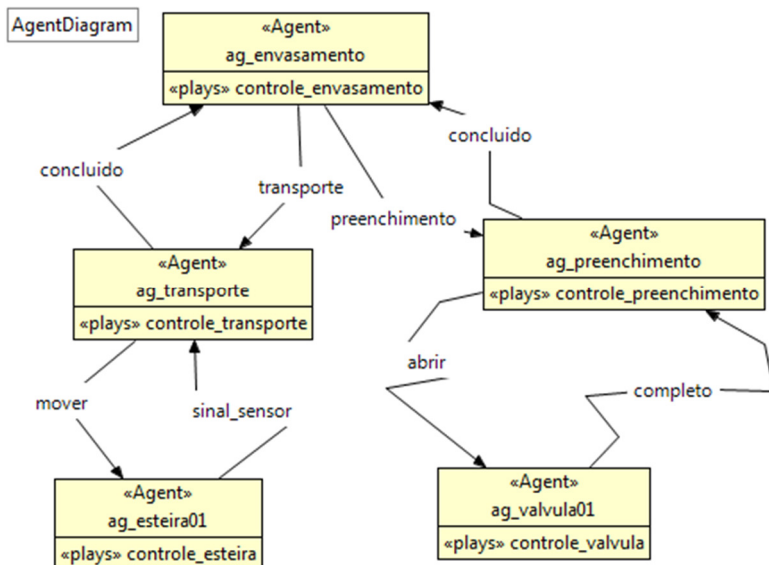 AgentDiagram
«Agent»
ag_envasamento
«plays» controle_envasamento
concluido
concluido
transporte
preenchimento
«Agent»
ag_transporte
«plays» controle_transporte
«Agent»
ag_preenchimento
«plays» controle_preenchimento
abrir
mover
sinal_sensor
completo
«Agent»
ag_esteira01
«plays» controle_esteira
«Agent»
ag_valvula01
«plays» controle_valvula